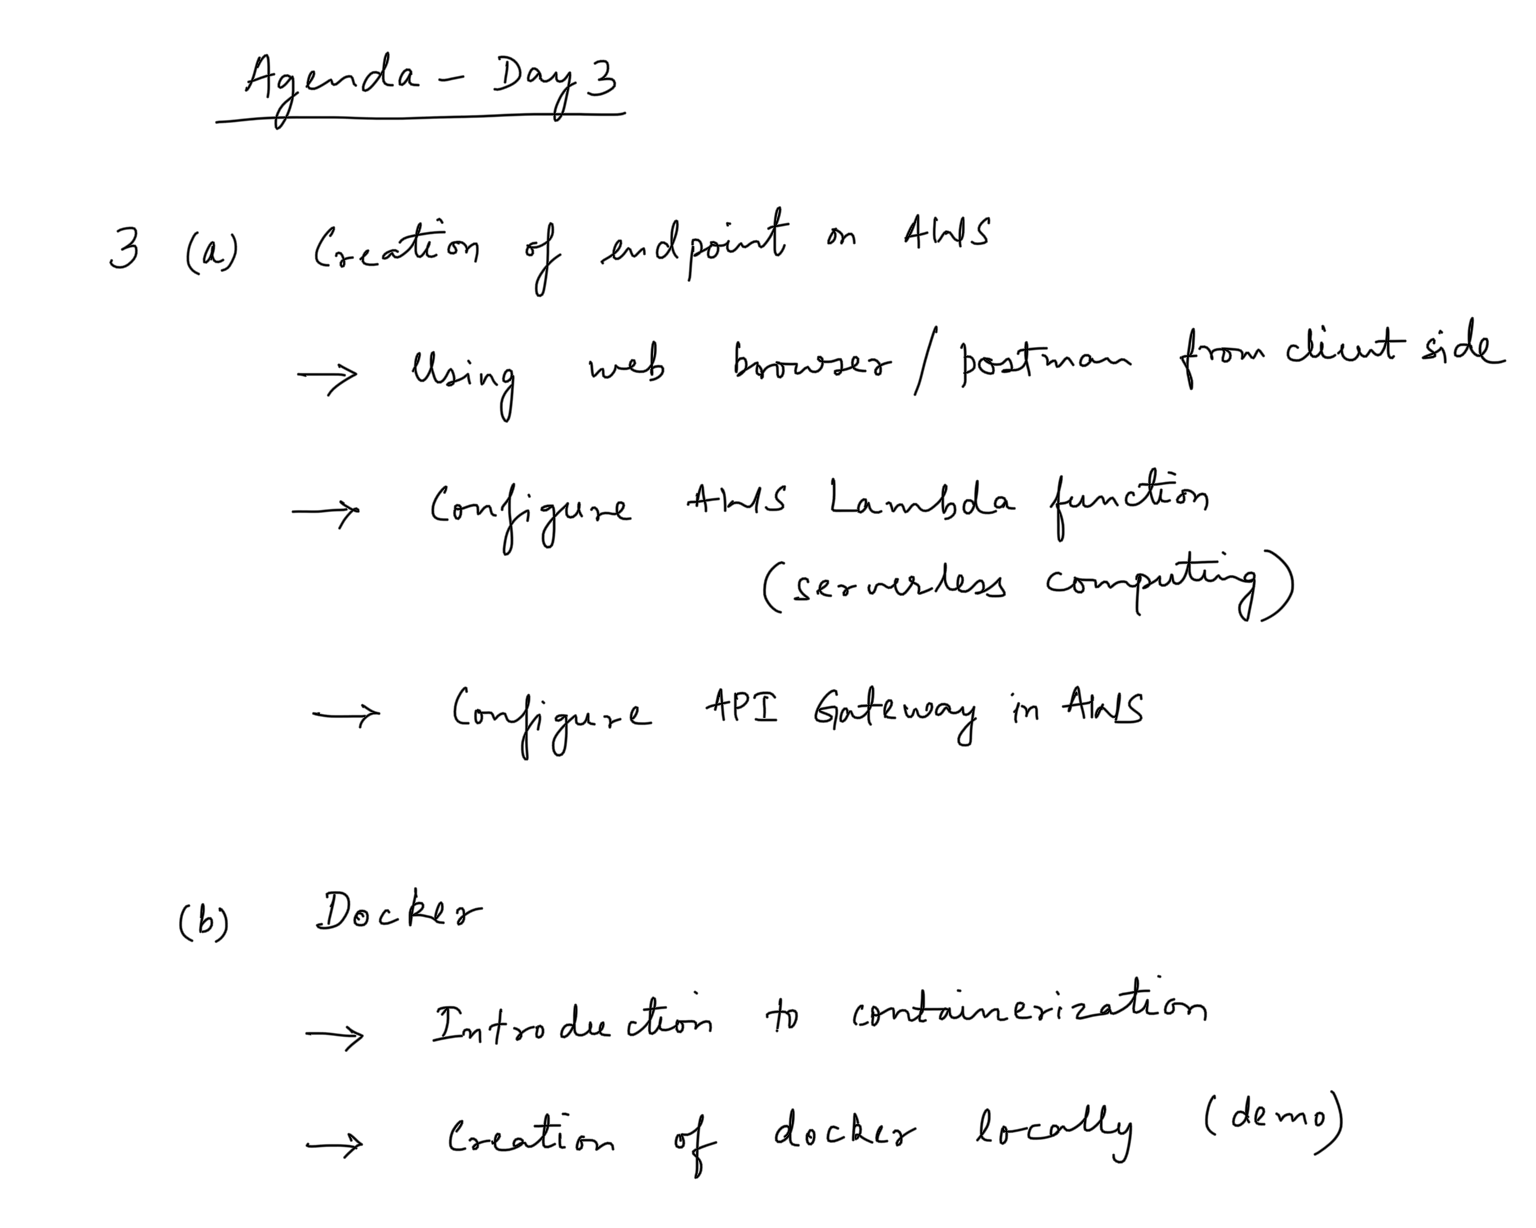 Agenda - Day 3
3 (a) Creation of endpoint on AWS
→ Using web browser / postman from client side
→ Configure AWS Lambda function
(serverless computing)
→ Configure API Gateway in AWS
(b) Docker
→ Introduction to containerization
→ Creation of docker locally (demo)